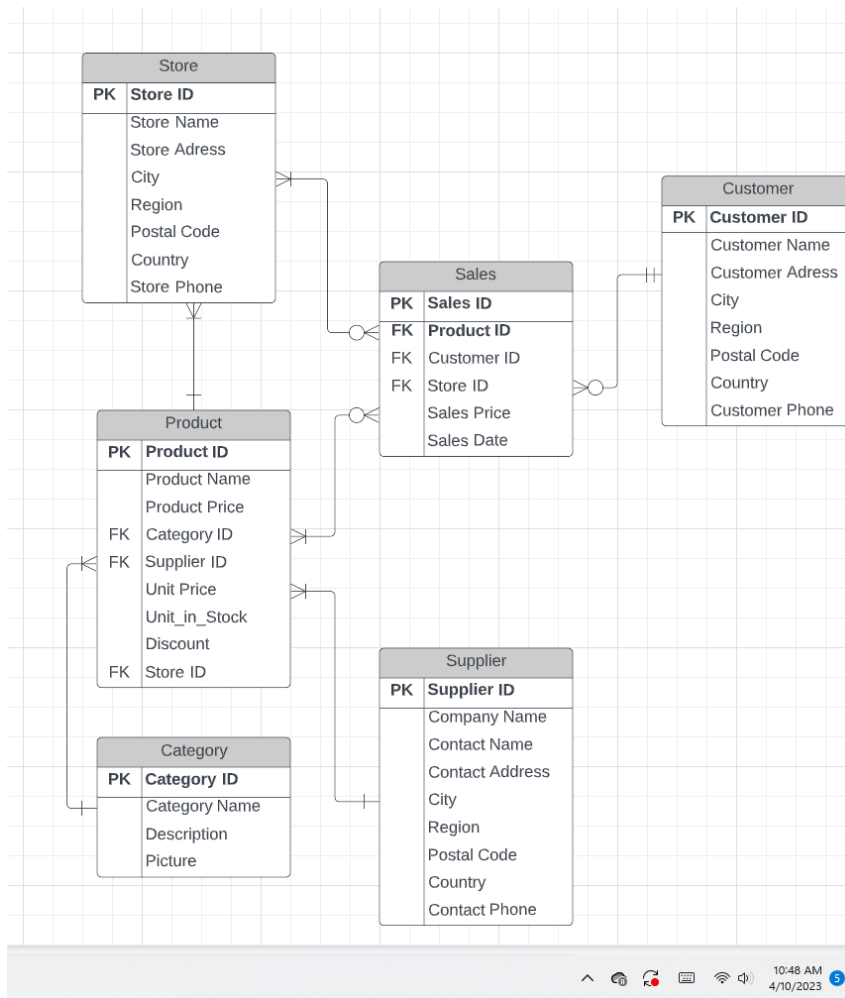 Store
PK Store ID
Store Name
Store Adress
City
Region
Postal Code
Country
Store Phone
Customer
PK Customer ID
Customer Name
Customer Adress
City
Region
Postal Code
Country
Customer Phone
Sales
PK Sales ID
FK Product ID
FK Customer ID
FK Store ID
Sales Price
Sales Date
Product
PK Product ID
Product Name
Product Price
FK Category ID
FK Supplier ID
Unit Price
Unit_in_Stock
Discount
FK Store ID
Supplier
PK Supplier ID
Company Name
Contact Name
Contact Address
City
Region
Postal Code
Country
Contact Phone
Category
PK Category ID
Category Name
Description
Picture
10:48 AM
4/10/2023
5